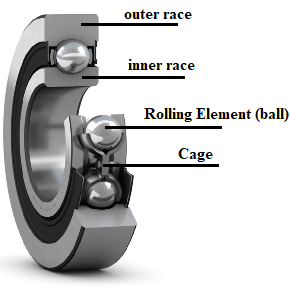 outer race
inner race
Rolling Element (ball)
Cage